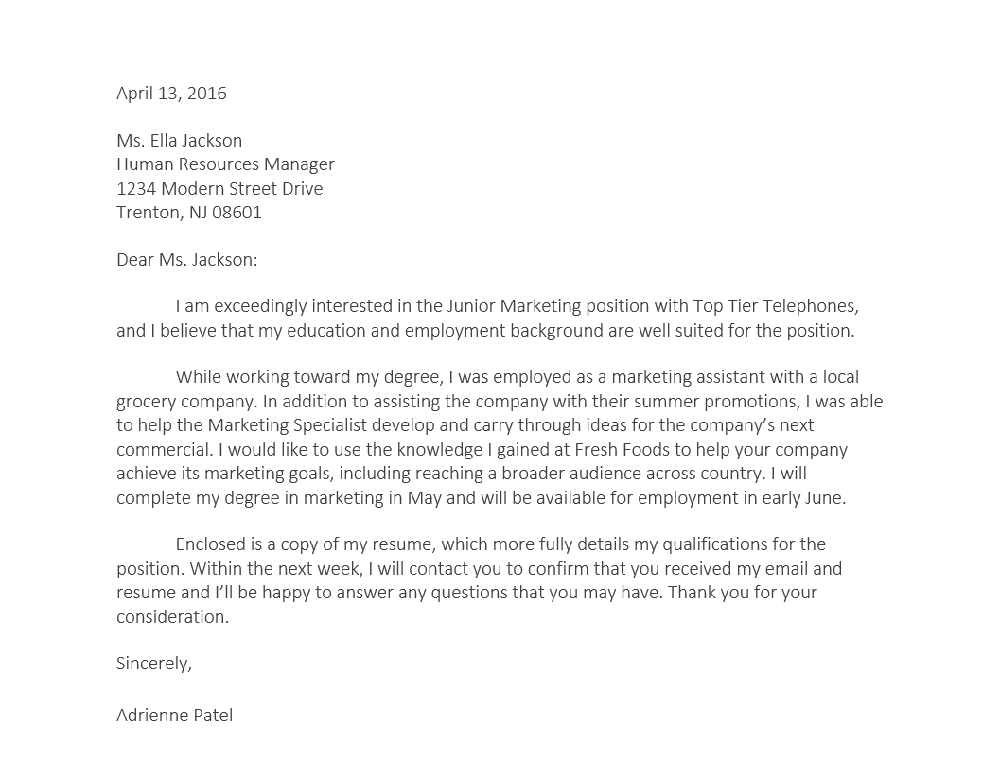 April 13, 2016
Ms. Ella Jackson
Human Resources Manager
1234 Modern Street Drive
Trenton, NJ 08601
Dear Ms. Jackson:
I am exceedingly interested in the Junior Marketing position with Top Tier Telephones,
and I believe that my education and employment background are well suited for the position.
While working toward my degree, I was employed as a marketing assistant with a local
grocery company. In addition to assisting the company with their summer promotions, I was able
to help the Marketing Specialist develop and carry through ideas for the company’s next
commercial. I would like to use the knowledge I gained at Fresh Foods to help your company
achieve its marketing goals, including reaching a broader audience across country. I will
complete my degree in marketing in May and will be available for employment in early June.
Enclosed is a copy of my resume, which more fully details my qualifications for the
position. Within the next week, I will contact you to confirm that you received my email and
resume and I’ll be happy to answer any questions that you may have. Thank you for your
consideration.
Sincerely,
Adrienne Patel